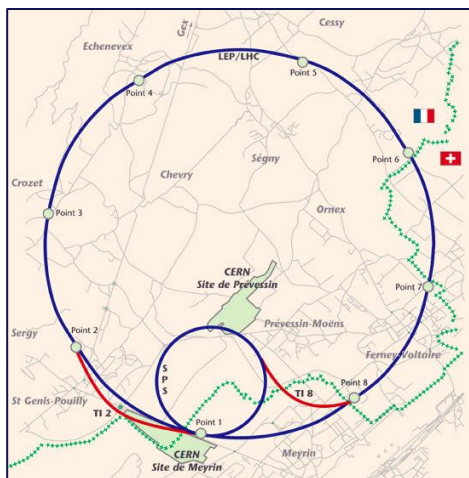 Cessy
Gex
Echenevex
LEP/LHC
Point 5
Point 4
Point 6
Ségny
Chevry
Crozet
Point 3
Ornex
CERN
Site de Prévessin
Point 7
Prévessin-Moëns
Sergy
Point 2
Ferney-Voltaire
SPS
TI 8
Point 8
St Genis-Pouilly
TI 2
Point 1
Meyrin
CERN
Site de Meyrin